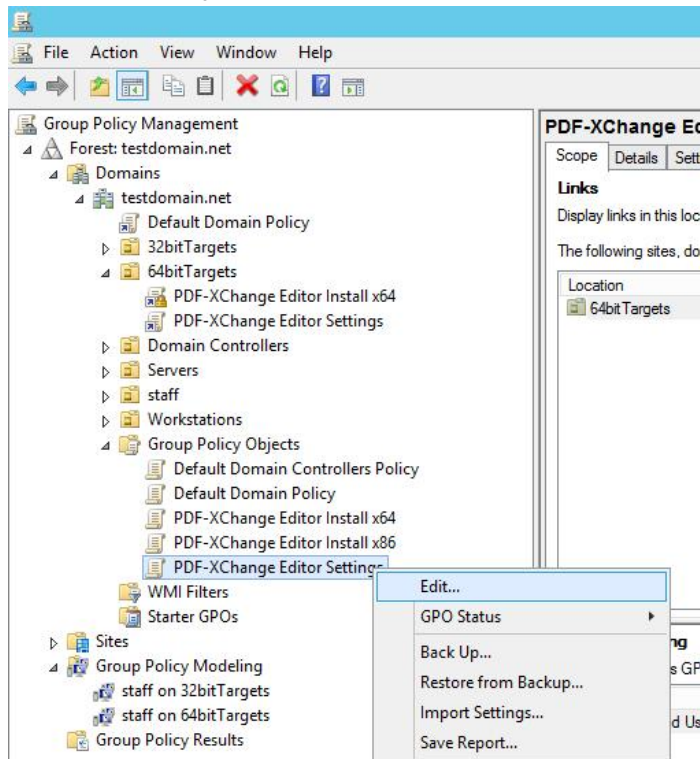 File Action View Window Help
Group Policy Management
Forest: testdomain.net
Domains
testdomain.net
Default Domain Policy
32bitTargets
64bitTargets
PDF-XChange Editor Install x64
PDF-XChange Editor Settings
Domain Controllers
Servers
staff
Workstations
Group Policy Objects
Default Domain Controllers Policy
Default Domain Policy
PDF-XChange Editor Install x64
PDF-XChange Editor Install x86
PDF-XChange Editor Setting
WMI Filters
Starter GPOs
Sites
Group Policy Modeling
staff on 32bitTargets
staff on 64bitTargets
Group Policy Results
PDF-XChange Ed
Scope Details Sett
Links
Display links in this loc
The following sites, do
Location
64bitTargets
Edit...
GPO Status
Back Up...
Restore from Backup...
Import Settings...
Save Report...
ng
s GP
d Us